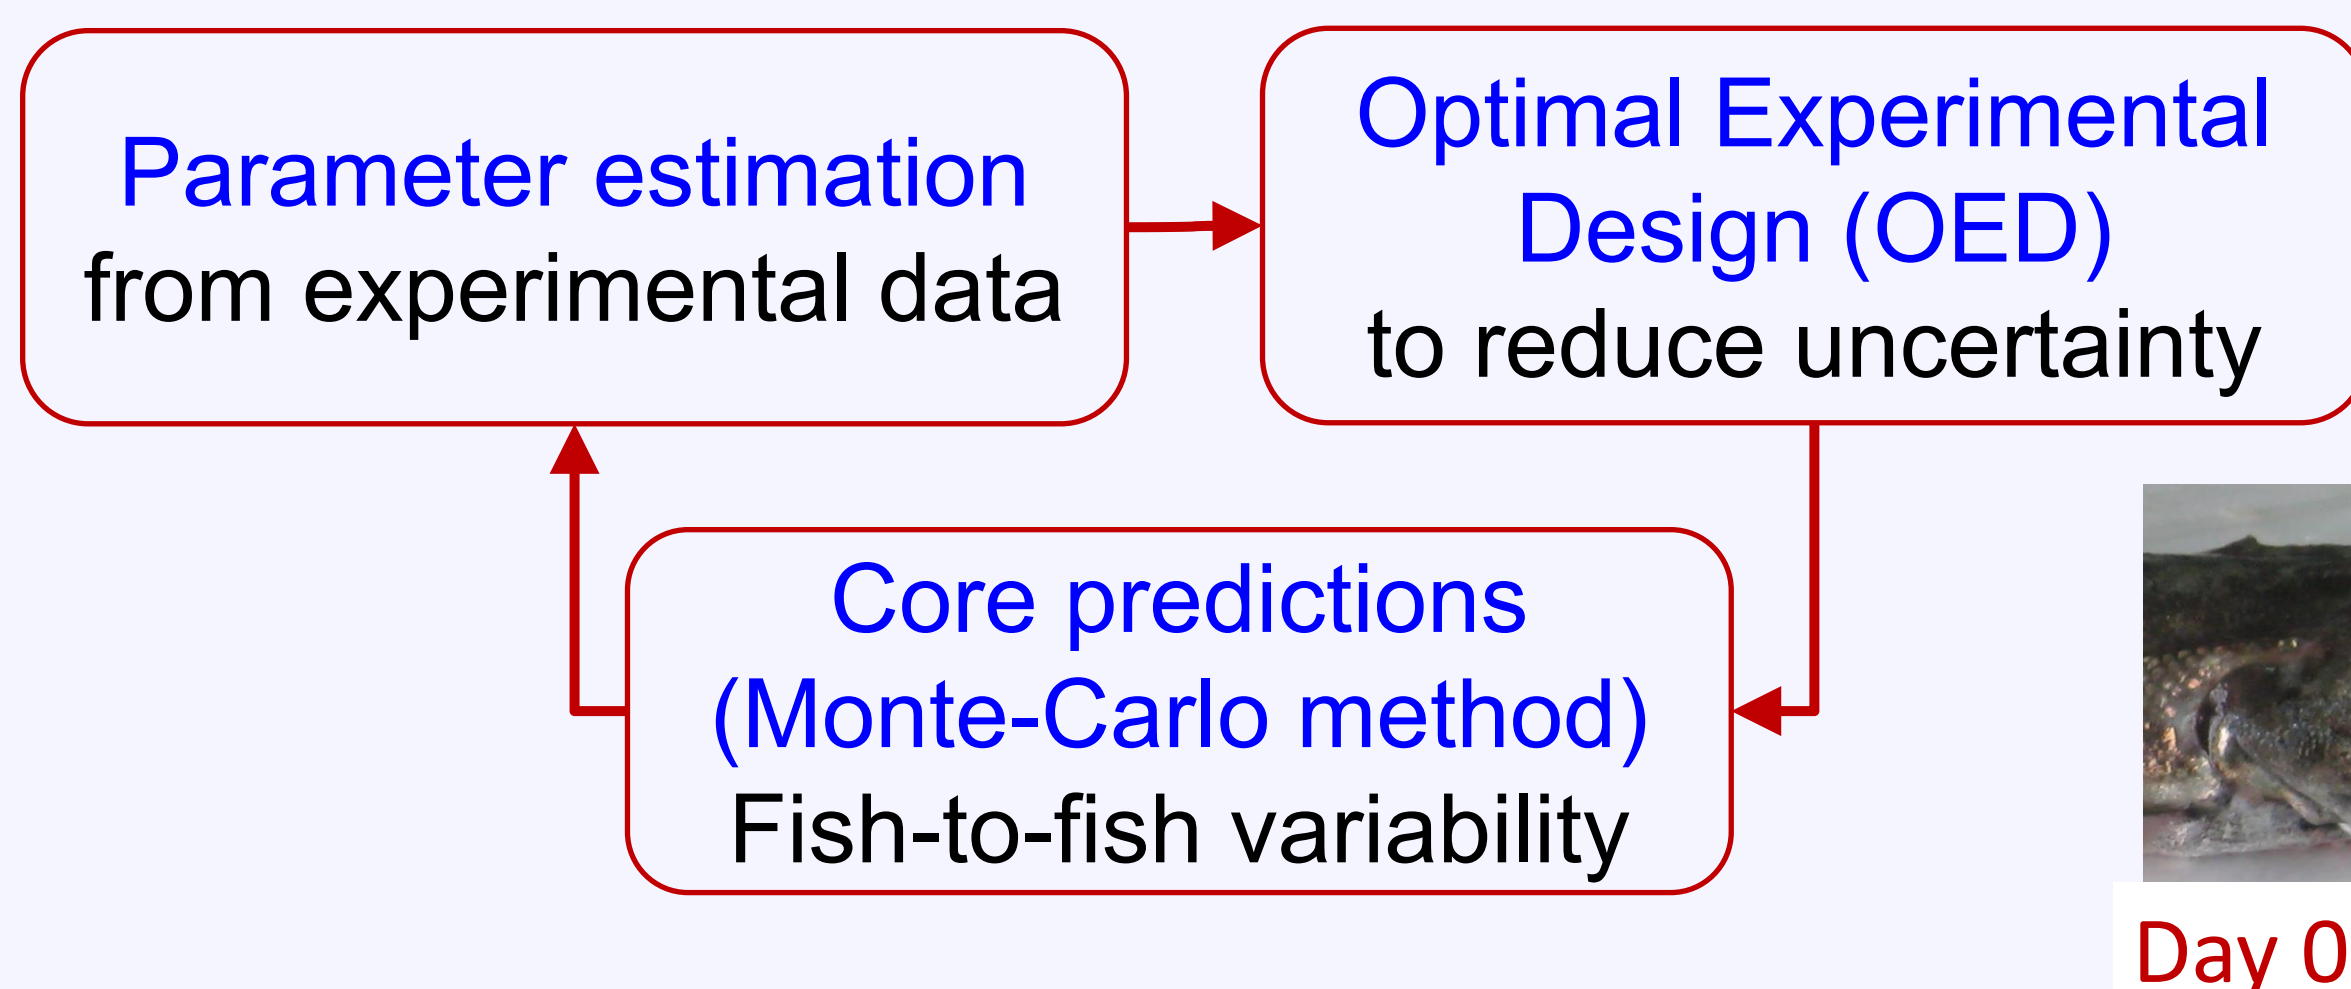 Parameter estimation
from experimental data
Optimal Experimental
Design (OED)
to reduce uncertainty
Core predictions
(Monte-Carlo method)
Fish-to-fish variability
Day 0